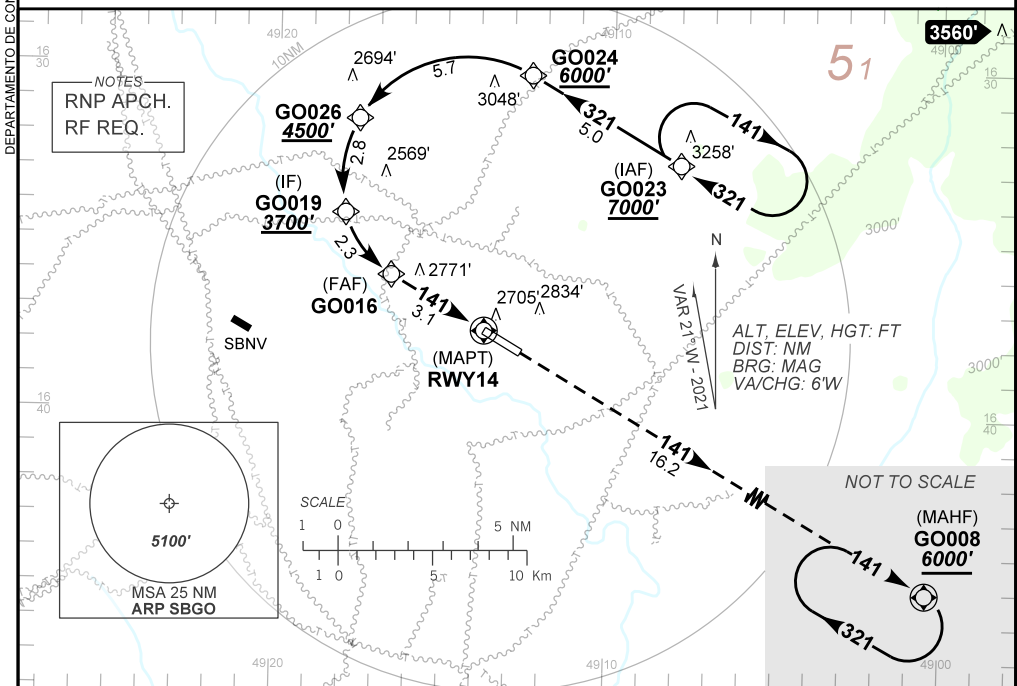 DEPARTAMENTO DE CON
49 20
49 10
49 00
3560'
16
30
16
30
10NM
NOTES
RNP APCH.
RF REQ.
2694'
5.7
3048'
GO024
6000'
5 1
GO026
4500'
2.8
2569'
321
5.0
141
3258'
321
(IAF)
GO023
7000'
(IF)
GO019
3700'
2.3
3000'
N
(FAF)
GO016
2771'
141
3.1
2705'
2834'
SBNV
(MAPT)
RWY14
VAR 21° W - 2021
ALT, ELEV, HGT: FT
DIST: NM
BRG: MAG
VA/CHG: 6'W
3000'
16
40
16
40
141
16.2
5100'
MSA 25 NM
ARP SBGO
SCALE
1 0 5 NM
1 0 5 10 Km
NOT TO SCALE
(MAHF)
GO008
6000'
141
321
49 20
49 10
49 00